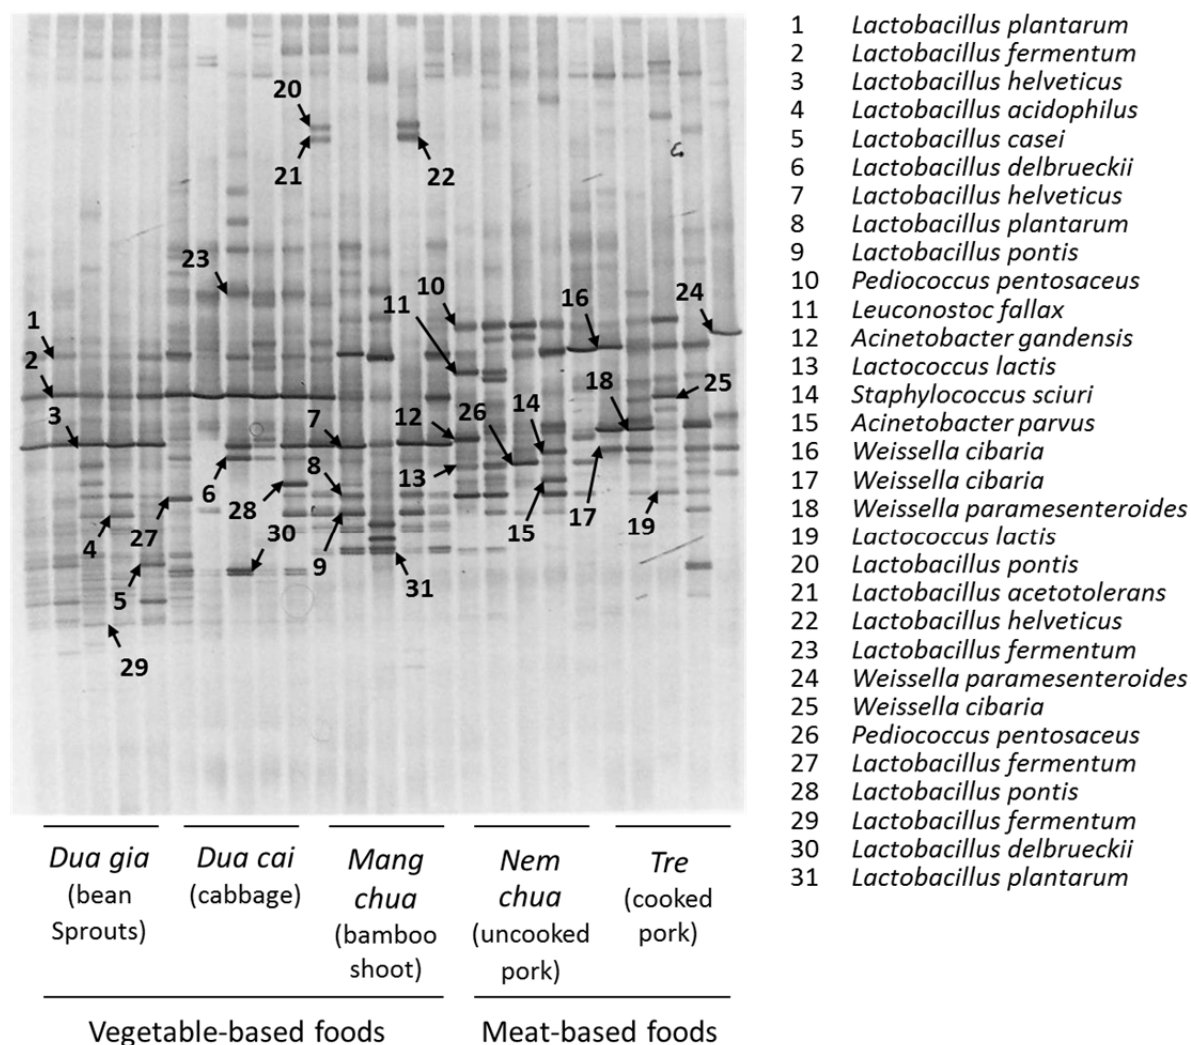 20
21
22
23
24
10
16
11
1
2
3
18
25
7
12
26
14
8
13
6
28
15
17
19
4
27
30
9
5
31
29
1 Lactobacillus plantarum
2 Lactobacillus fermentum
3 Lactobacillus helveticus
4 Lactobacillus acidophilus
5 Lactobacillus casei
6 Lactobacillus delbrueckii
7 Lactobacillus helveticus
8 Lactobacillus plantarum
9 Lactobacillus pontis
10 Pediococcus pentosaceus
11 Leuconostoc fallax
12 Acinetobacter gandensis
13 Lactococcus lactis
14 Staphylococcus sciuri
15 Acinetobacter parvus
16 Weissella cibaria
17 Weissella cibaria
18 Weissella paramesenteroides
19 Lactococcus lactis
20 Lactobacillus pontis
21 Lactobacillus acetotolerans
22 Lactobacillus helveticus
23 Lactobacillus fermentum
24 Weissella paramesenteroides
25 Weissella cibaria
26 Pediococcus pentosaceus
27 Lactobacillus fermentum
28 Lactobacillus pontis
29 Lactobacillus fermentum
30 Lactobacillus delbrueckii
31 Lactobacillus plantarum
Dua gia
(bean
Sprouts)
Dua cai
(cabbage)
Mang
chua
(bamboo
shoot)
Nem
chua
(uncooked
pork)
Tre
(cooked
pork)
Vegetable-based foods
Meat-based foods